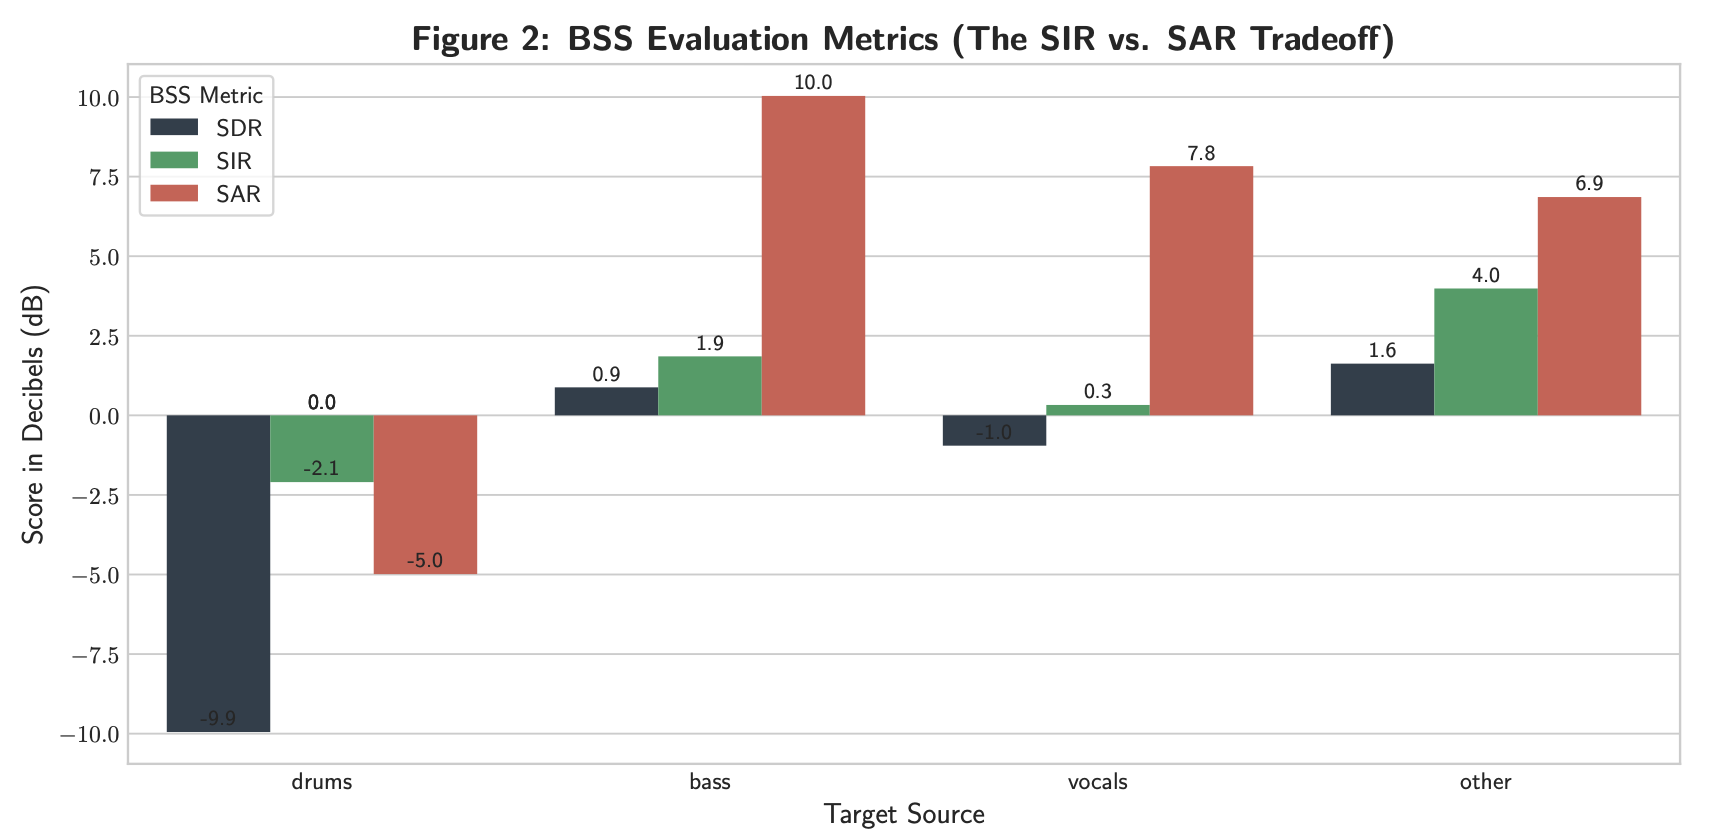 Figure 2: BSS Evaluation Metrics (The SIR vs. SAR Tradeoff)
BSS Metric
SDR
SIR
SAR
Score in Decibels (dB)
10.0
7.5
5.0
2.5
0.0
−2.5
−5.0
−7.5
−10.0
-9.9
0.0
-2.1
-5.0
0.9
1.9
10.0
-1.0
0.3
7.8
1.6
4.0
6.9
drums bass vocals other
Target Source